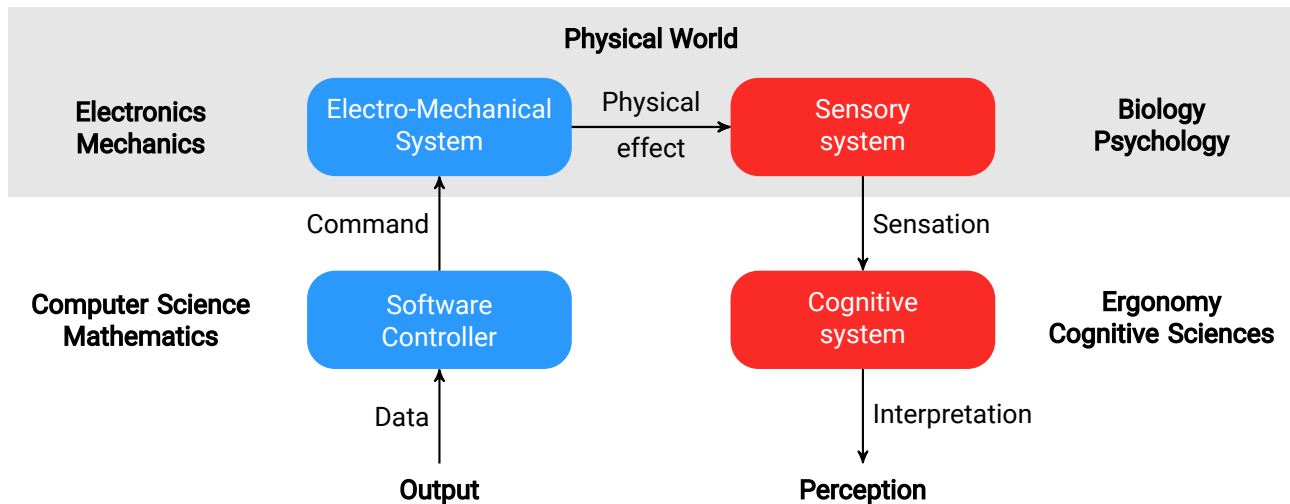 Physical World
Electronics
Mechanics
Electro-Mechanical
System
Physical
effect
Sensory
system
Biology
Psychology
Command
Sensation
Computer Science
Mathematics
Software
Controller
Cognitive
system
Ergonomy
Cognitive Sciences
Data
Interpretation
Output
Perception